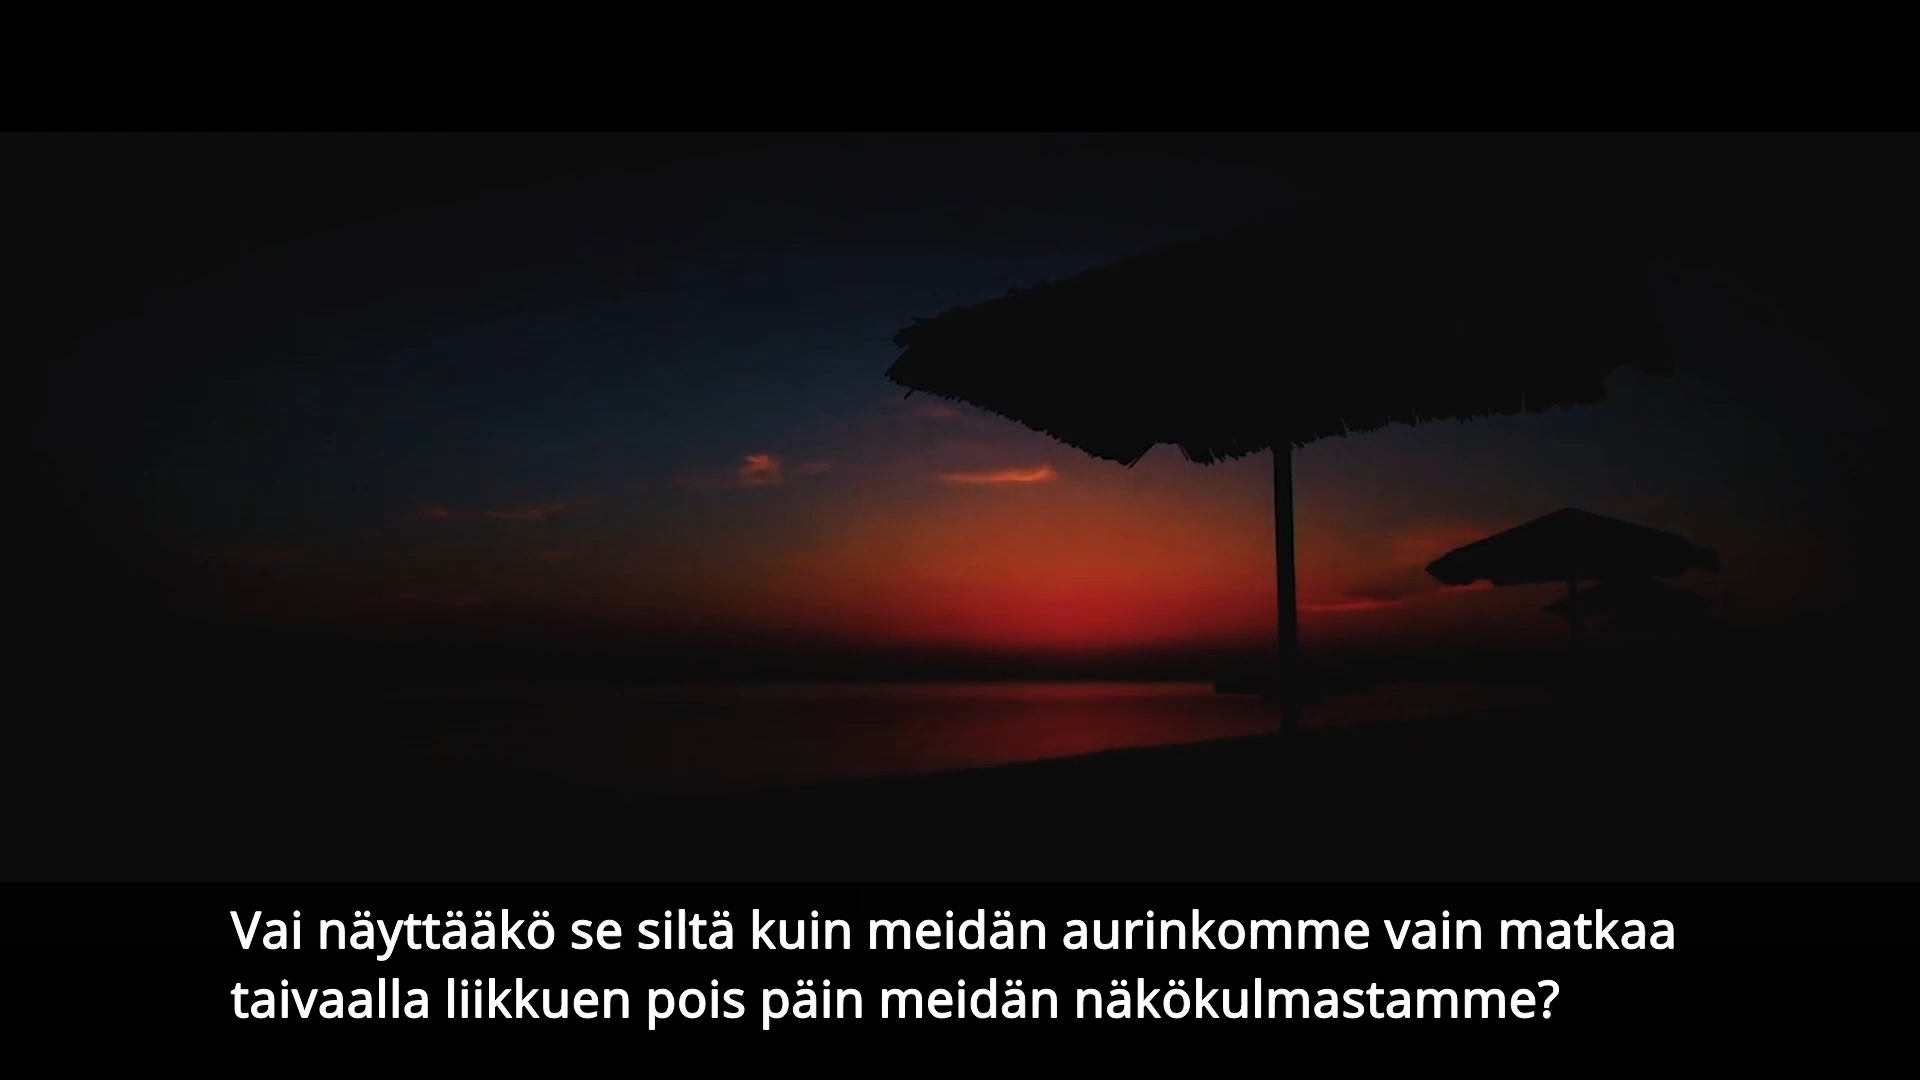 Vai näyttääkö se siltä kuin meidän aurinkomme vain matkaa
taivaalla liikkuen pois päin meidän näkökulmastamme?